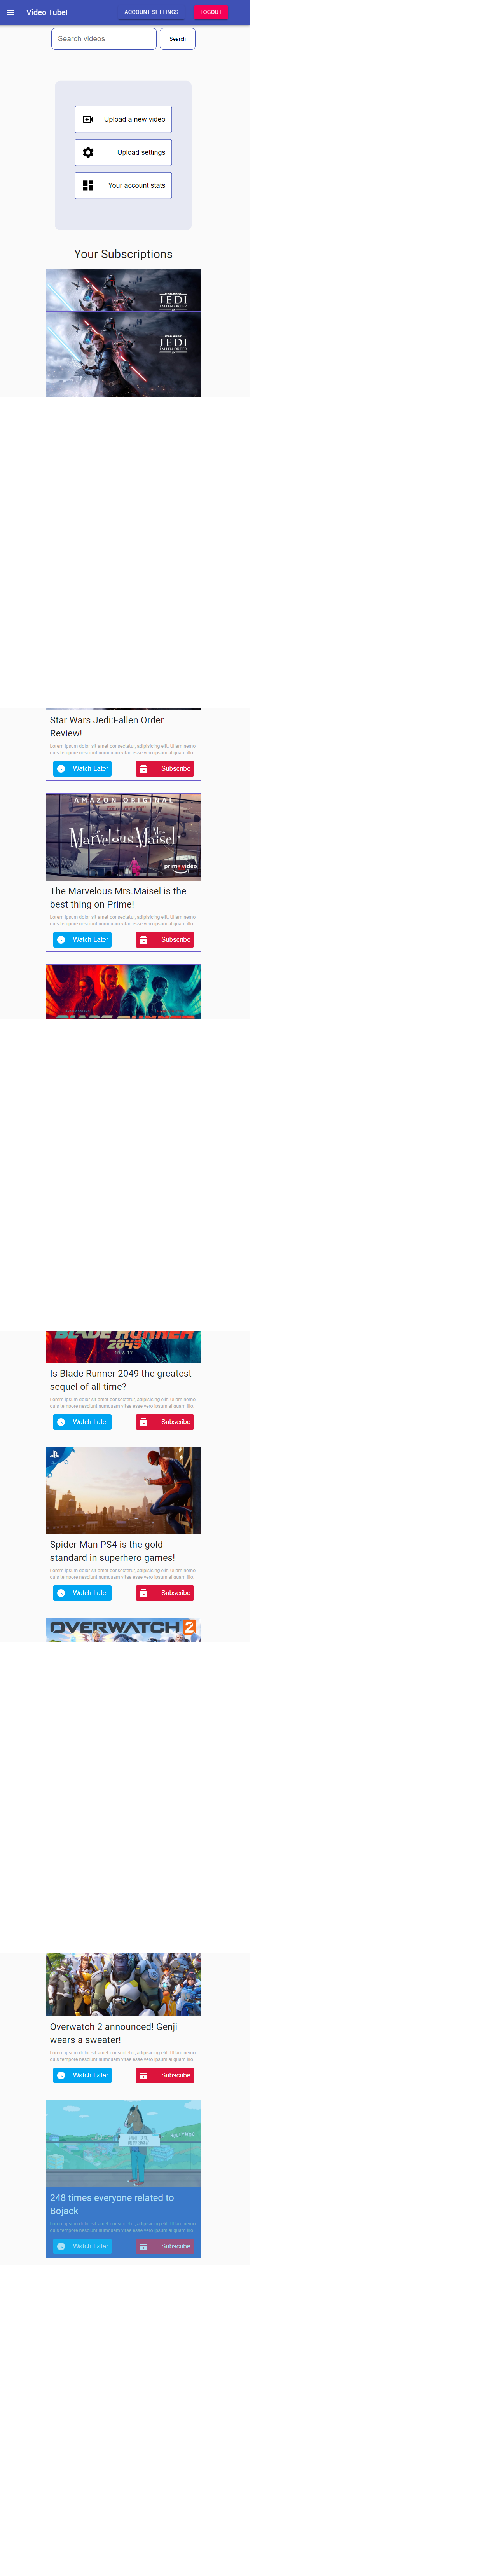 Video Tube!
ACCOUNT SETTINGS
LOGOUT
Search videos
Search
Upload a new video
Upload settings
Your account stats
Your Subscriptions
STAR WARS
JEDI
FALLEN ORDER
STAR WARS
JEDI
FALLEN ORDER
Star Wars Jedi:Fallen Order
Review!
Lorem ipsum dolor sit amet consectetur, adipisicing elit. Ullam nemo
quis tempore nesciunt numquam vitae esse vero ipsum aliquam illo.
Watch Later
Subscribe
AMAZON ORIGINAL
The Marvelous Mrs. Maisel
prime video
The Marvelous Mrs.Maisel is the
best thing on Prime!
Lorem ipsum dolor sit amet consectetur, adipisicing elit. Ullam nemo
quis tempore nesciunt numquam vitae esse vero ipsum aliquam illo.
Watch Later
Subscribe
BLADE RUNNER
BLADE RUNNER
2049
10.6.17
Is Blade Runner 2049 the greatest
sequel of all time?
Lorem ipsum dolor sit amet consectetur, adipisicing elit. Ullam nemo
quis tempore nesciunt numquam vitae esse vero ipsum aliquam illo.
Watch Later
Subscribe
Spider-Man PS4 is the gold
standard in superhero games!
Lorem ipsum dolor sit amet consectetur, adipisicing elit. Ullam nemo
quis tempore nesciunt numquam vitae esse vero ipsum aliquam illo.
Watch Later
Subscribe
OVERWATCH 2
Overwatch 2 announced! Genji
wears a sweater!
Lorem ipsum dolor sit amet consectetur, adipisicing elit. Ullam nemo
quis tempore nesciunt numquam vitae esse vero ipsum aliquam illo.
Watch Later
Subscribe
HOLLYWOO
248 times everyone related to
Bojack
Lorem ipsum dolor sit amet consectetur, adipisicing elit. Ullam nemo
quis tempore nesciunt numquam vitae esse vero ipsum aliquam illo.
Watch Later
Subscribe